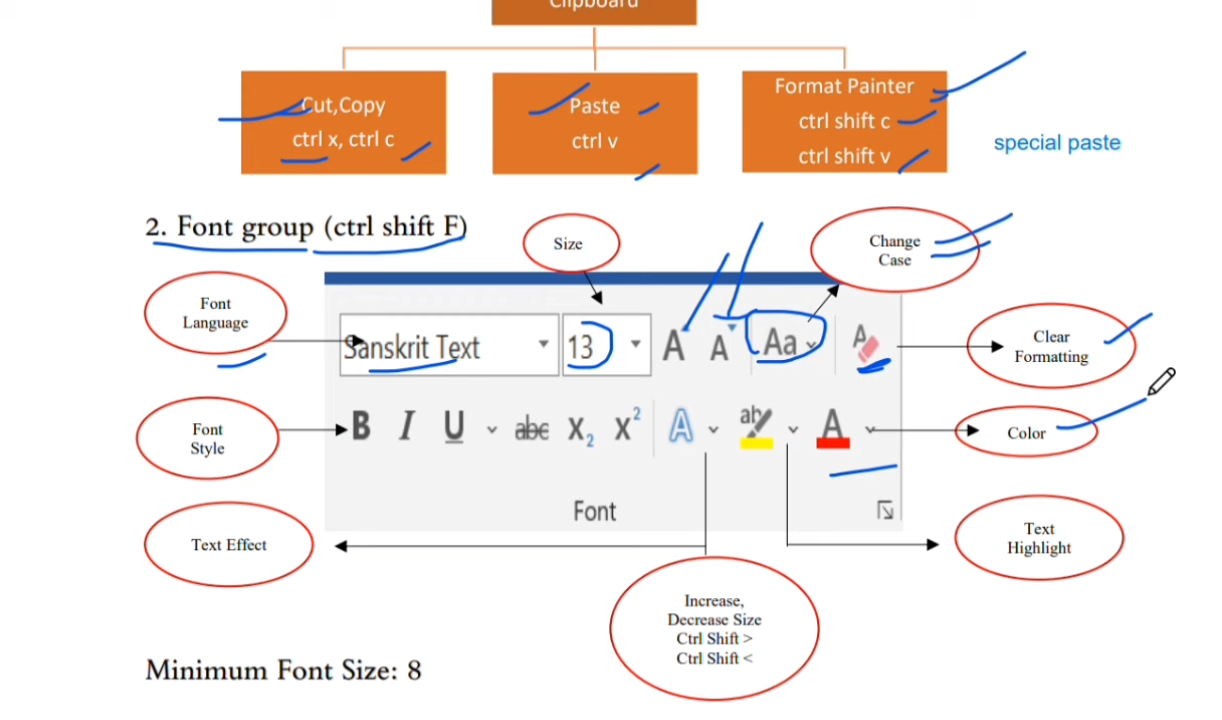 Clipboard
Cut,Copy
ctrl x, ctrl c
Paste
ctrl v
Format Painter
ctrl shift c
ctrl shift v
special paste
2. Font group (ctrl shift F)
Size
Change
Case
Font
Language
Sanskrit Text
13
A
A
Aa
A
Clear
Formatting
Font
Style
B I U abc X2 X2 A ab A
Color
Font
Text Effect
Text
Highlight
Increase,
Decrease Size
Ctrl Shift >
Ctrl Shift <
Minimum Font Size: 8